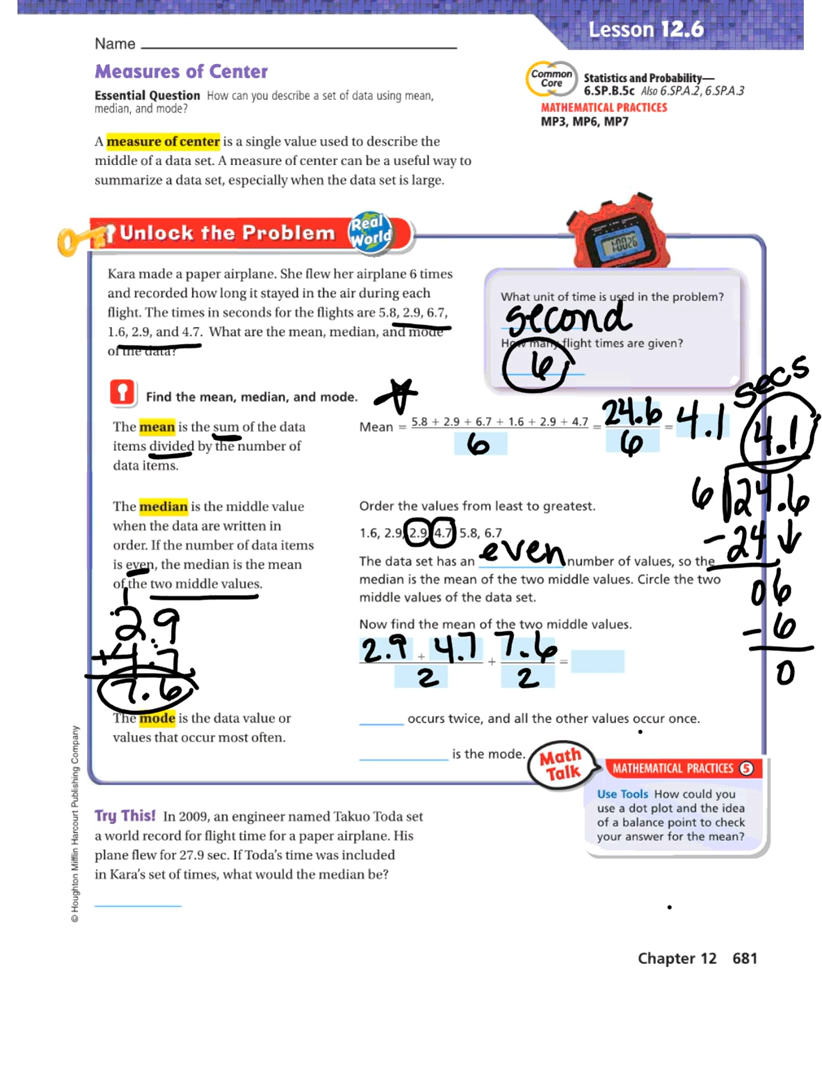 Lesson 12.6
Name
Measures of Center
Essential Question How can you describe a set of data using mean,
median, and mode?
Common
Core
Statistics and Probability—
6.SP.B.5c Also 6.SP.A.2, 6.SP.A.3
MATHEMATICAL PRACTICES
MP3, MP6, MP7
A measure of center is a single value used to describe the
middle of a data set. A measure of center can be a useful way to
summarize a data set, especially when the data set is large.
Unlock the Problem
Real
World
1:00:26
Kara made a paper airplane. She flew her airplane 6 times
and recorded how long it stayed in the air during each
flight. The times in seconds for the flights are 5.8, 2.9, 6.7,
1.6, 2.9, and 4.7. What are the mean, median, and mode
of the data?
What unit of time is used in the problem?
second
How many flight times are given?
6
Find the mean, median, and mode.
The mean is the sum of the data
items divided by the number of
data items.
Mean = 5.8 + 2.9 + 6.7 + 1.6 + 2.9 + 4.7 = 24.6 = 4.1
6 6
secs
4.1
6 24.6
-24
06
-6
0
The median is the middle value
when the data are written in
order. If the number of data items
is even, the median is the mean
of the two middle values.
1
2.9
+4.7
7.6
Order the values from least to greatest.
1.6, 2.9, 2.9, 4.7, 5.8, 6.7
The data set has an even number of values, so the
median is the mean of the two middle values. Circle the two
middle values of the data set.
Now find the mean of the two middle values.
2.9 + 4.7 + 7.6 =
2 2
The mode is the data value or
values that occur most often.
occurs twice, and all the other values occur once.
is the mode.
Math
Talk
MATHEMATICAL PRACTICES 5
Use Tools How could you
use a dot plot and the idea
of a balance point to check
your answer for the mean?
Try This! In 2009, an engineer named Takuo Toda set
a world record for flight time for a paper airplane. His
plane flew for 27.9 sec. If Toda's time was included
in Kara's set of times, what would the median be?
© Houghton Mifflin Harcourt Publishing Company
Chapter 12 681